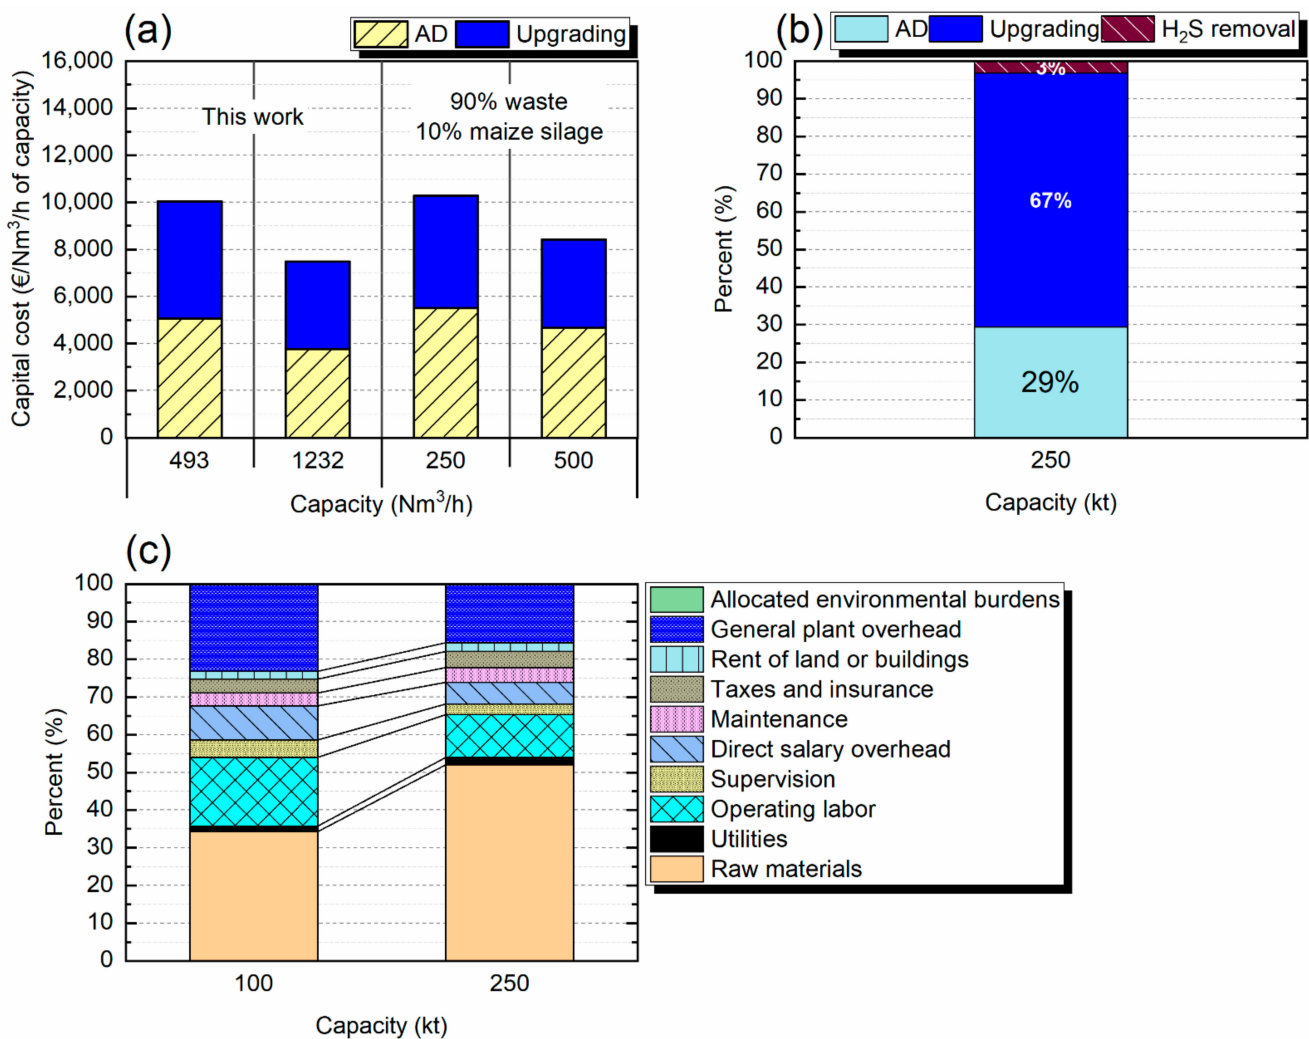 (a)
AD Upgrading
Capital cost (€/Nm³/h of capacity)
16,000
14,000
12,000
10,000
8,000
6,000
4,000
2,000
0
This work
90% waste
10% maize silage
493 1232 250 500
Capacity (Nm³/h)
(b)
AD Upgrading H₂S removal
Percent (%)
100
90
80
70
60
50
40
30
20
10
0
3%
67%
29%
250
Capacity (kt)
(c)
Percent (%)
100
90
80
70
60
50
40
30
20
10
0
100 250
Capacity (kt)
Allocated environmental burdens
General plant overhead
Rent of land or buildings
Taxes and insurance
Maintenance
Direct salary overhead
Supervision
Operating labor
Utilities
Raw materials